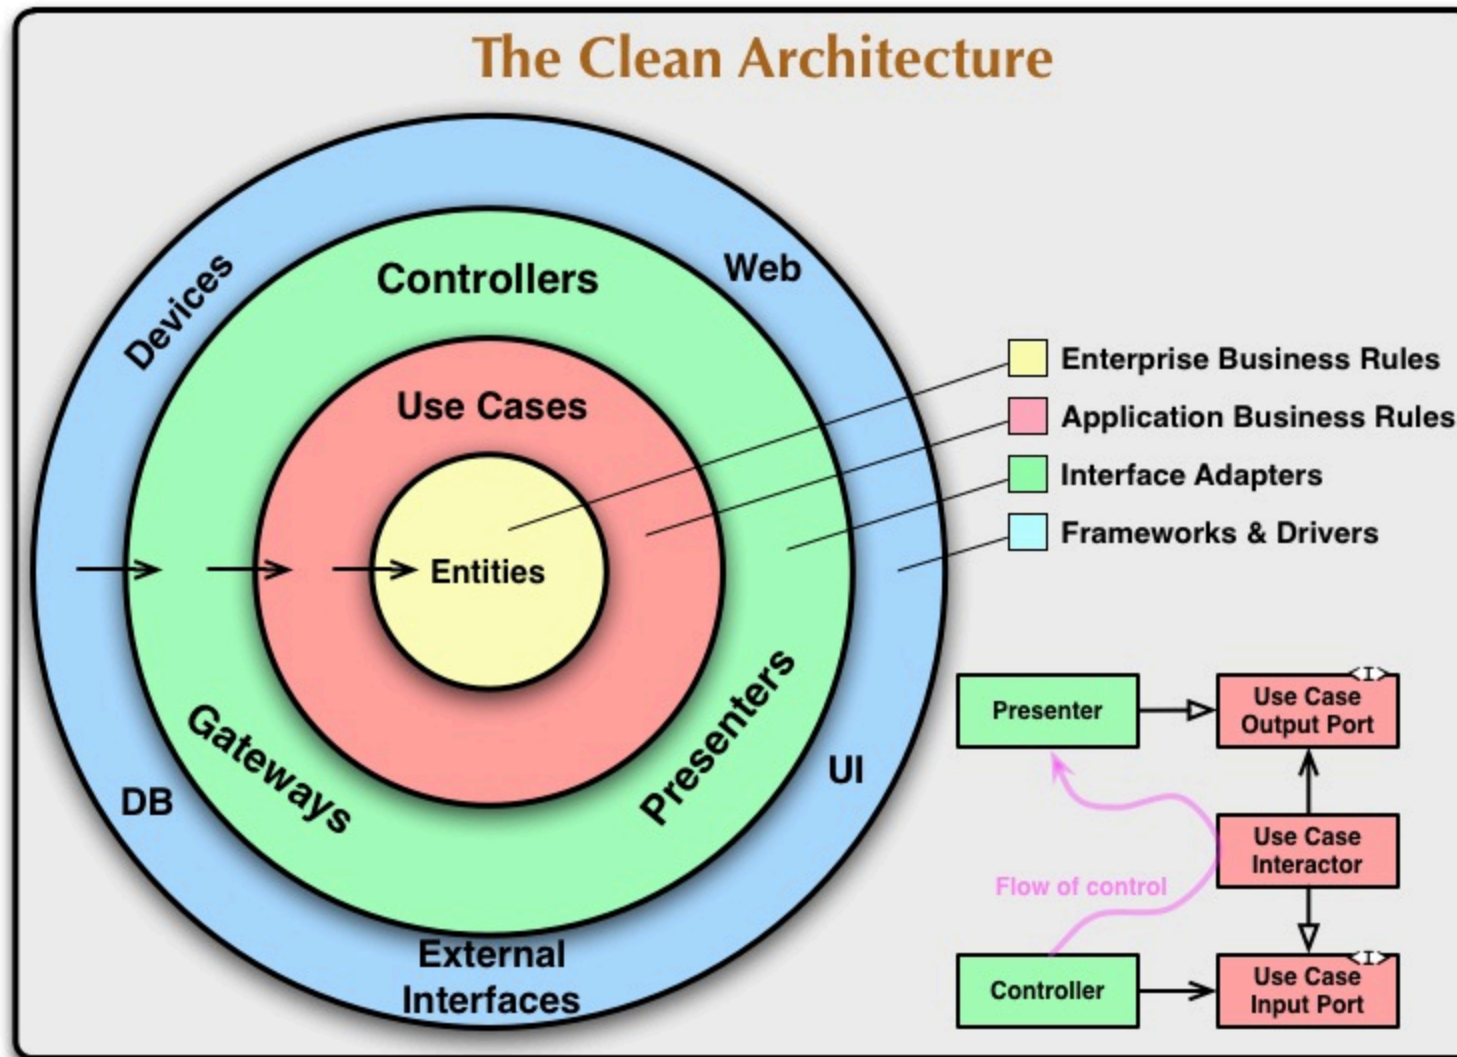 The Clean Architecture
Devices
Controllers
Web
Use Cases
Entities
Gateways
Presenters
DB
UI
External
Interfaces
Enterprise Business Rules
Application Business Rules
Interface Adapters
Frameworks & Drivers
Presenter
<I>
Use Case
Output Port
Flow of control
Use Case
Interactor
Controller
<I>
Use Case
Input Port